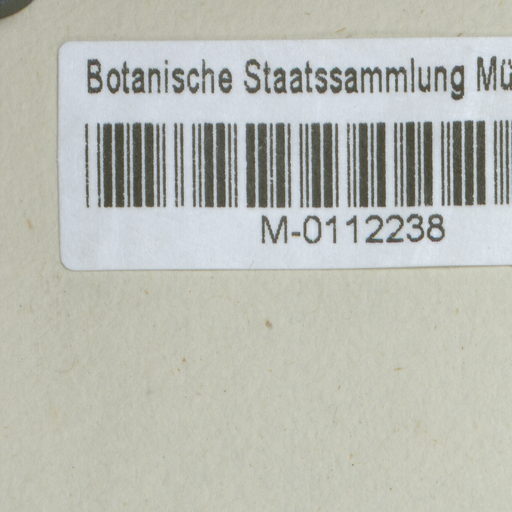 Botanische Staatssammlung Mü
M-0112238